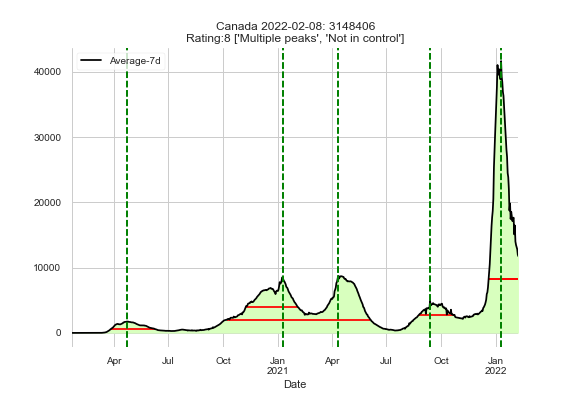 Canada 2022-02-08: 3148406
Rating:8 ['Multiple peaks', 'Not in control']
Average-7d
40000
30000
20000
10000
0
Apr Jul Oct Jan Apr Jul Oct Jan
2021 2022
Date